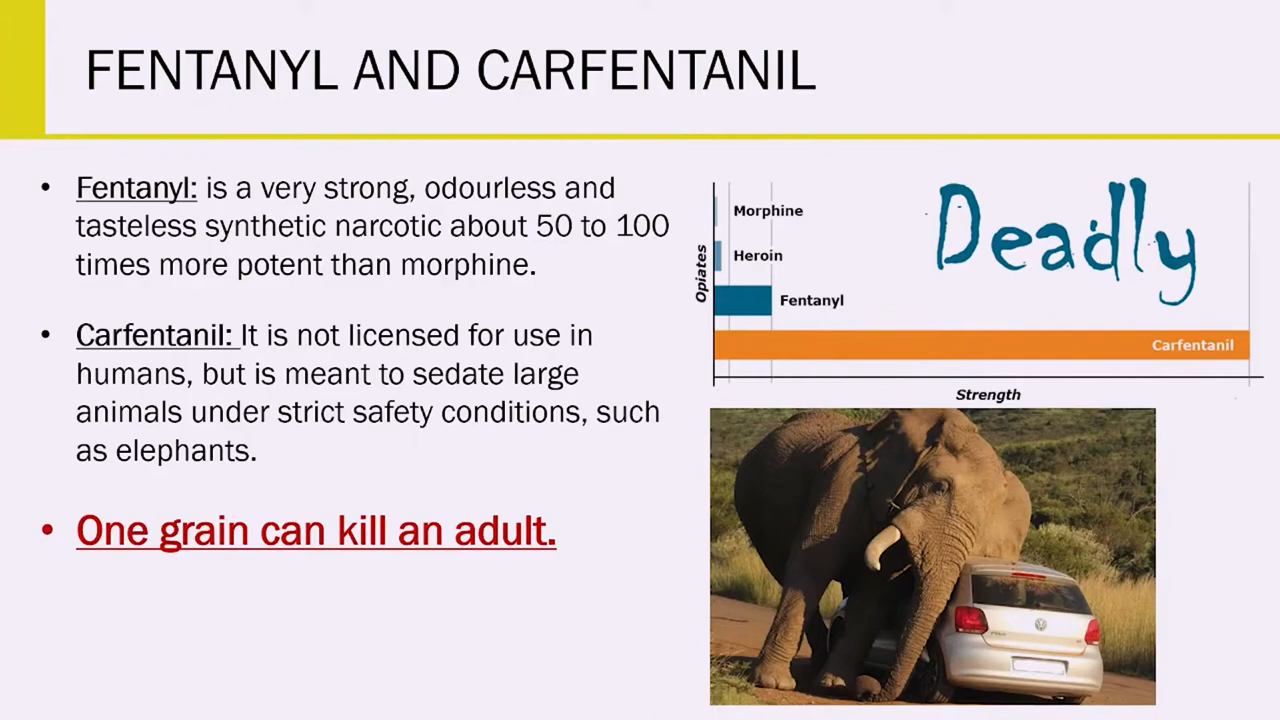 FENTANYL AND CARFENTANIL
• Fentanyl: is a very strong, odourless and
tasteless synthetic narcotic about 50 to 100
times more potent than morphine.
• Carfentanil: It is not licensed for use in
humans, but is meant to sedate large
animals under strict safety conditions, such
as elephants.
• One grain can kill an adult.
Deadly
Opiates
Morphine
Heroin
Fentanyl
Carfentanil
Strength